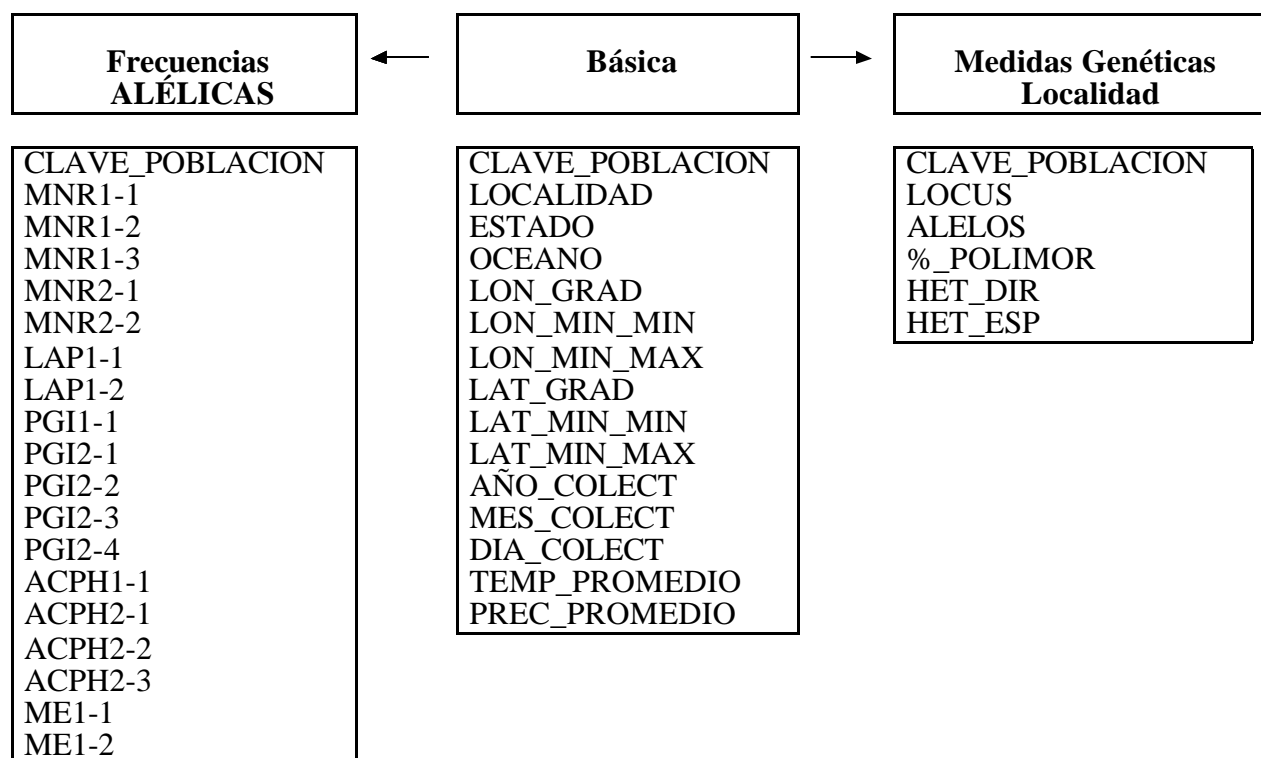 Frecuencias
ALÉLICAS
Básica
Medidas Genéticas
Localidad
CLAVE_POBLACION
MNR1-1
MNR1-2
MNR1-3
MNR2-1
MNR2-2
LAP1-1
LAP1-2
PGI1-1
PGI2-1
PGI2-2
PGI2-3
PGI2-4
ACPH1-1
ACPH2-1
ACPH2-2
ACPH2-3
ME1-1
ME1-2
CLAVE_POBLACION
LOCALIDAD
ESTADO
OCEANO
LON_GRAD
LON_MIN_MIN
LON_MIN_MAX
LAT_GRAD
LAT_MIN_MIN
LAT_MIN_MAX
AÑO_COLECT
MES_COLECT
DIA_COLECT
TEMP_PROMEDIO
PREC_PROMEDIO
CLAVE_POBLACION
LOCUS
ALELOS
%_POLIMOR
HET_DIR
HET_ESP